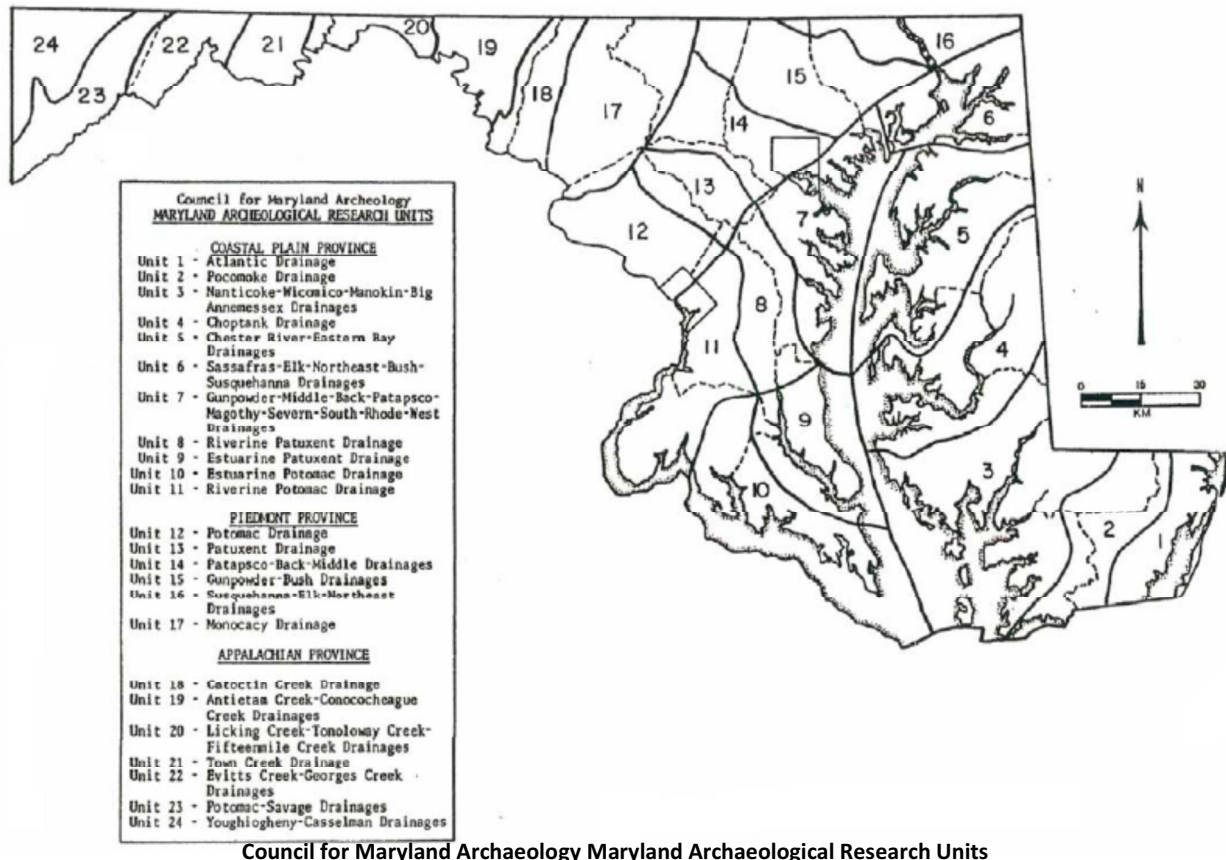 24
23
22
21
20
19
18
17
16
15
14
13
12
11
10
9
8
7
6
5
4
3
2
1
N
0 15 30
KM
Council for Maryland Archeology
MARYLAND ARCHEOLOGICAL RESEARCH UNITS
COASTAL PLAIN PROVINCE
Unit 1 - Atlantic Drainage
Unit 2 - Pocomoke Drainage
Unit 3 - Nanticoke-Wicomico-Manokin-Big
Annemessex Drainages
Unit 4 - Choptank Drainage
Unit 5 - Chester River-Eastern Bay
Drainages
Unit 6 - Sassafras-Elk-Northeast-Bush-
Susquehanna Drainages
Unit 7 - Gunpowder-Middle-Back-Patapsco-
Magothy-Severn-South-Rhode-West
Drainages
Unit 8 - Riverine Patuxent Drainage
Unit 9 - Estuarine Patuxent Drainage
Unit 10 - Estuarine Potomac Drainage
Unit 11 - Riverine Potomac Drainage
PIEDMONT PROVINCE
Unit 12 - Potomac Drainage
Unit 13 - Patuxent Drainage
Unit 14 - Patapsco-Back-Middle Drainages
Unit 15 - Gunpowder-Bush Drainages
Unit 16 - Susquehanna-Elk-Northeast
Drainages
Unit 17 - Monocacy Drainage
APPALACHIAN PROVINCE
Unit 18 - Catoctin Creek Drainage
Unit 19 - Antietam Creek-Conococheague
Creek Drainages
Unit 20 - Licking Creek-Tonoloway Creek-
Fifteenmile Creek Drainages
Unit 21 - Town Creek Drainage
Unit 22 - Evitts Creek-Georges Creek
Drainages
Unit 23 - Potomac-Savage Drainages
Unit 24 - Youghiogheny-Casselman Drainages
Council for Maryland Archaeology Maryland Archaeological Research Units